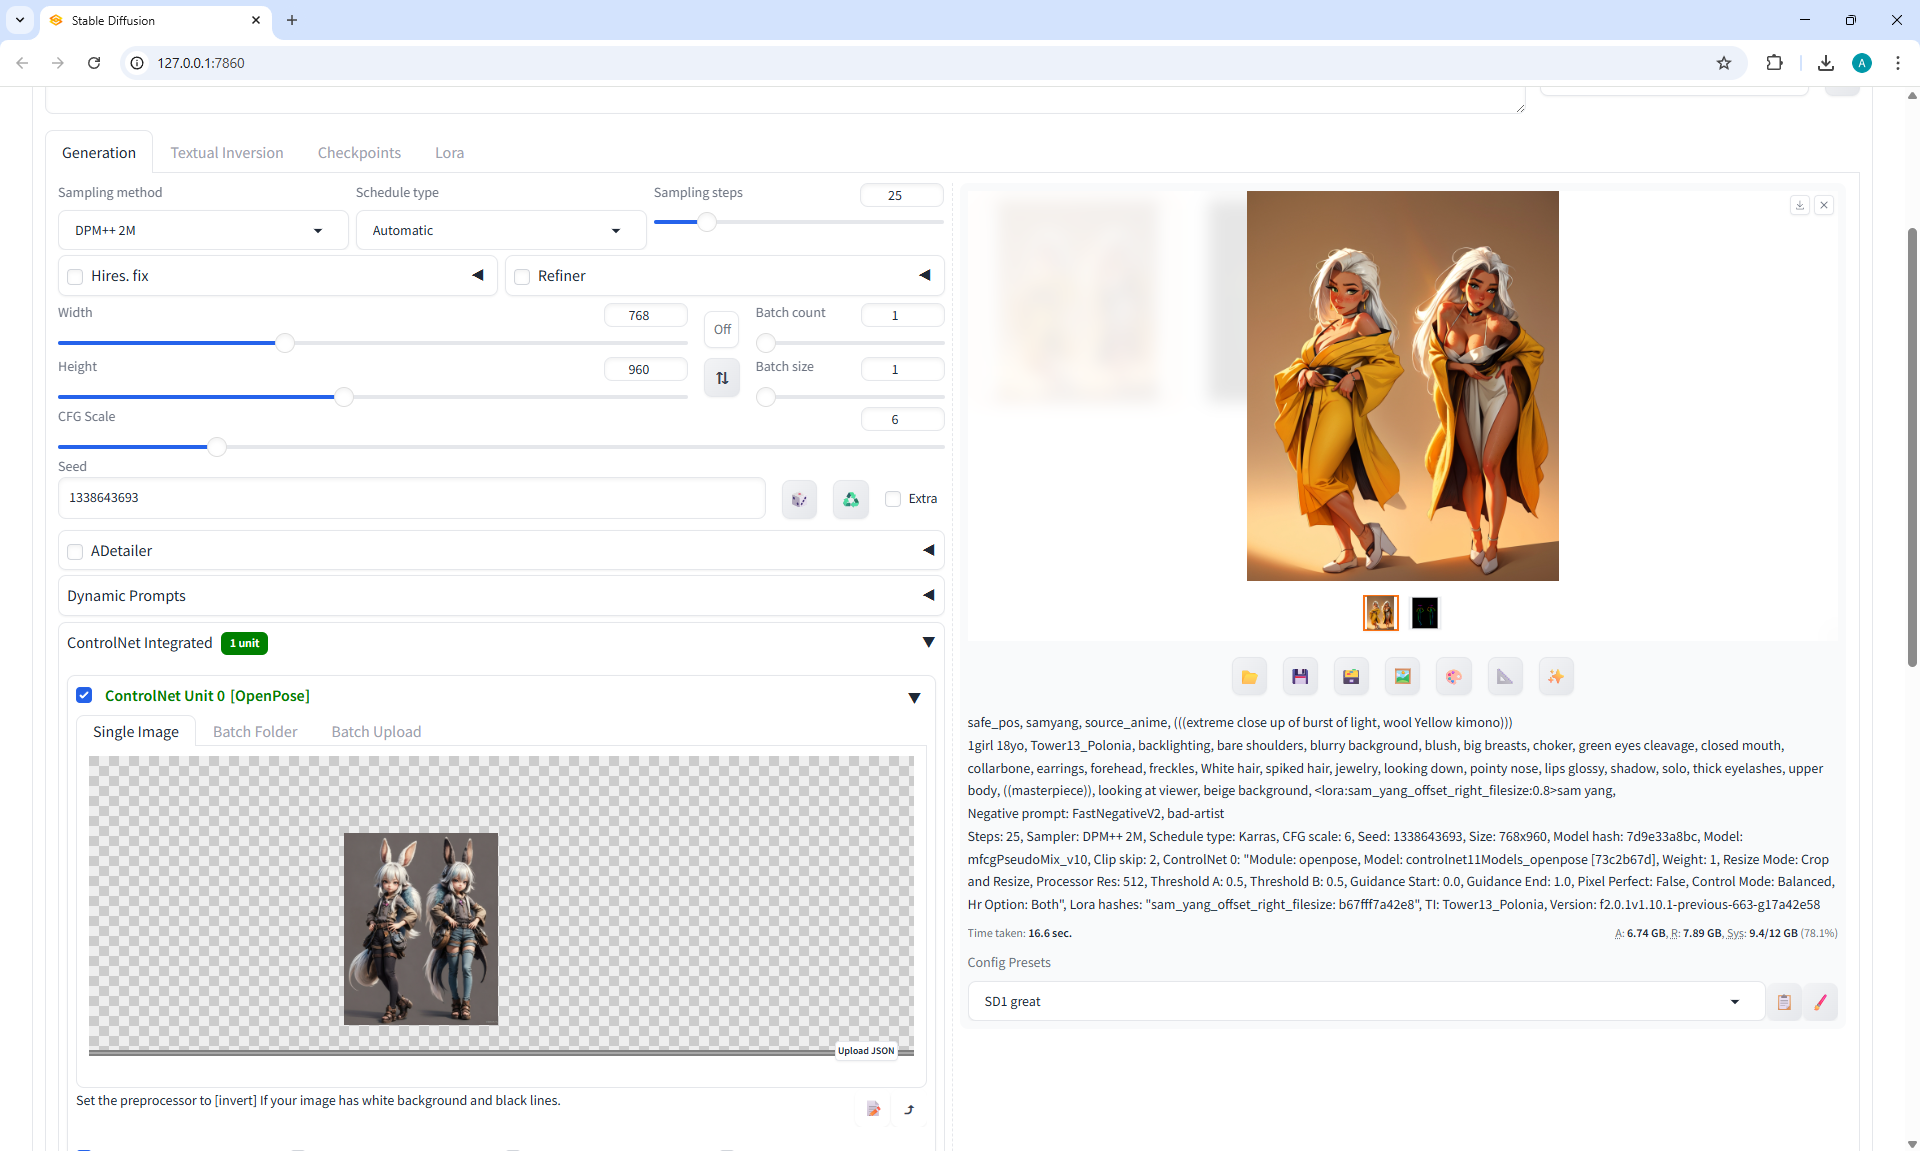 Stable Diffusion
127.0.0.1:7860
A
Generation Textual Inversion Checkpoints Lora
Sampling method Schedule type Sampling steps 25
DPM++ 2M Automatic
Hires. fix Refiner
Width 768 Off Batch count 1
Height 960 Batch size 1
CFG Scale 6
Seed
1338643693 Extra
ADetailer
Dynamic Prompts
ControlNet Integrated 1 unit
ControlNet Unit 0 [OpenPose]
Single Image Batch Folder Batch Upload
Upload JSON
Set the preprocessor to [invert] If your image has white background and black lines.
safe_pos, samyang, source_anime, (((extreme close up of burst of light, wool Yellow kimono)))
1girl 18yo, Tower13_Polonia, backlighting, bare shoulders, blurry background, blush, big breasts, choker, green eyes cleavage, closed mouth,
collarbone, earrings, forehead, freckles, White hair, spiked hair, jewelry, looking down, pointy nose, lips glossy, shadow, solo, thick eyelashes, upper
body, ((masterpiece)), looking at viewer, beige background, <lora:sam_yang_offset_right_filesize:0.8>sam yang,
Negative prompt: FastNegativeV2, bad-artist
Steps: 25, Sampler: DPM++ 2M, Schedule type: Karras, CFG scale: 6, Seed: 1338643693, Size: 768x960, Model hash: 7d9e33a8bc, Model:
mfcgPseudoMix_v10, Clip skip: 2, ControlNet 0: "Module: openpose, Model: controlnet11Models_openpose [73c2b67d], Weight: 1, Resize Mode: Crop
and Resize, Processor Res: 512, Threshold A: 0.5, Threshold B: 0.5, Guidance Start: 0.0, Guidance End: 1.0, Pixel Perfect: False, Control Mode: Balanced,
Hr Option: Both", Lora hashes: "sam_yang_offset_right_filesize: b67fff7a42e8", TI: Tower13_Polonia, Version: f2.0.1v1.10.1-previous-663-g17a42e58
Time taken: 16.6 sec. A: 6.74 GB, R: 7.89 GB, Sys: 9.4/12 GB (78.1%)
Config Presets
SD1 great